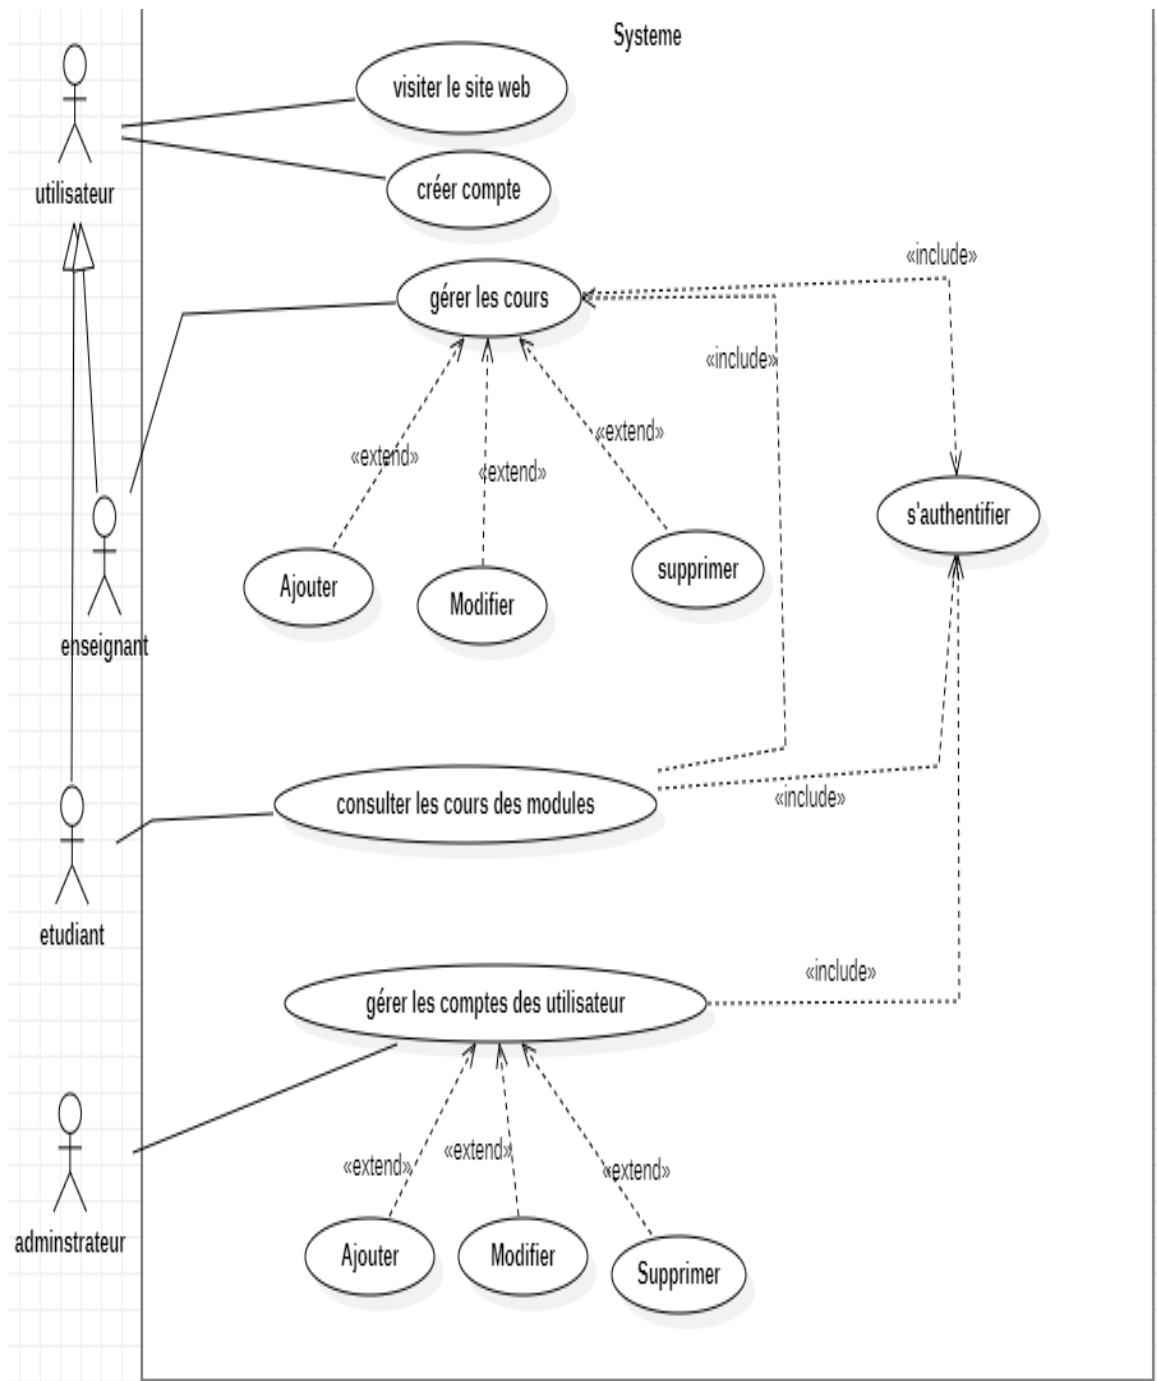 Systeme
visiter le site web
créer compte
utilisateur
«include»
gérer les cours
«include»
«extend»
«extend»
«extend»
s'authentifier
supprimer
Ajouter
Modifier
enseignant
consulter les cours des modules
«include»
etudiant
«include»
gérer les comptes des utilisateur
«extend»
«extend»
«extend»
adminstrateur
Ajouter
Modifier
Supprimer